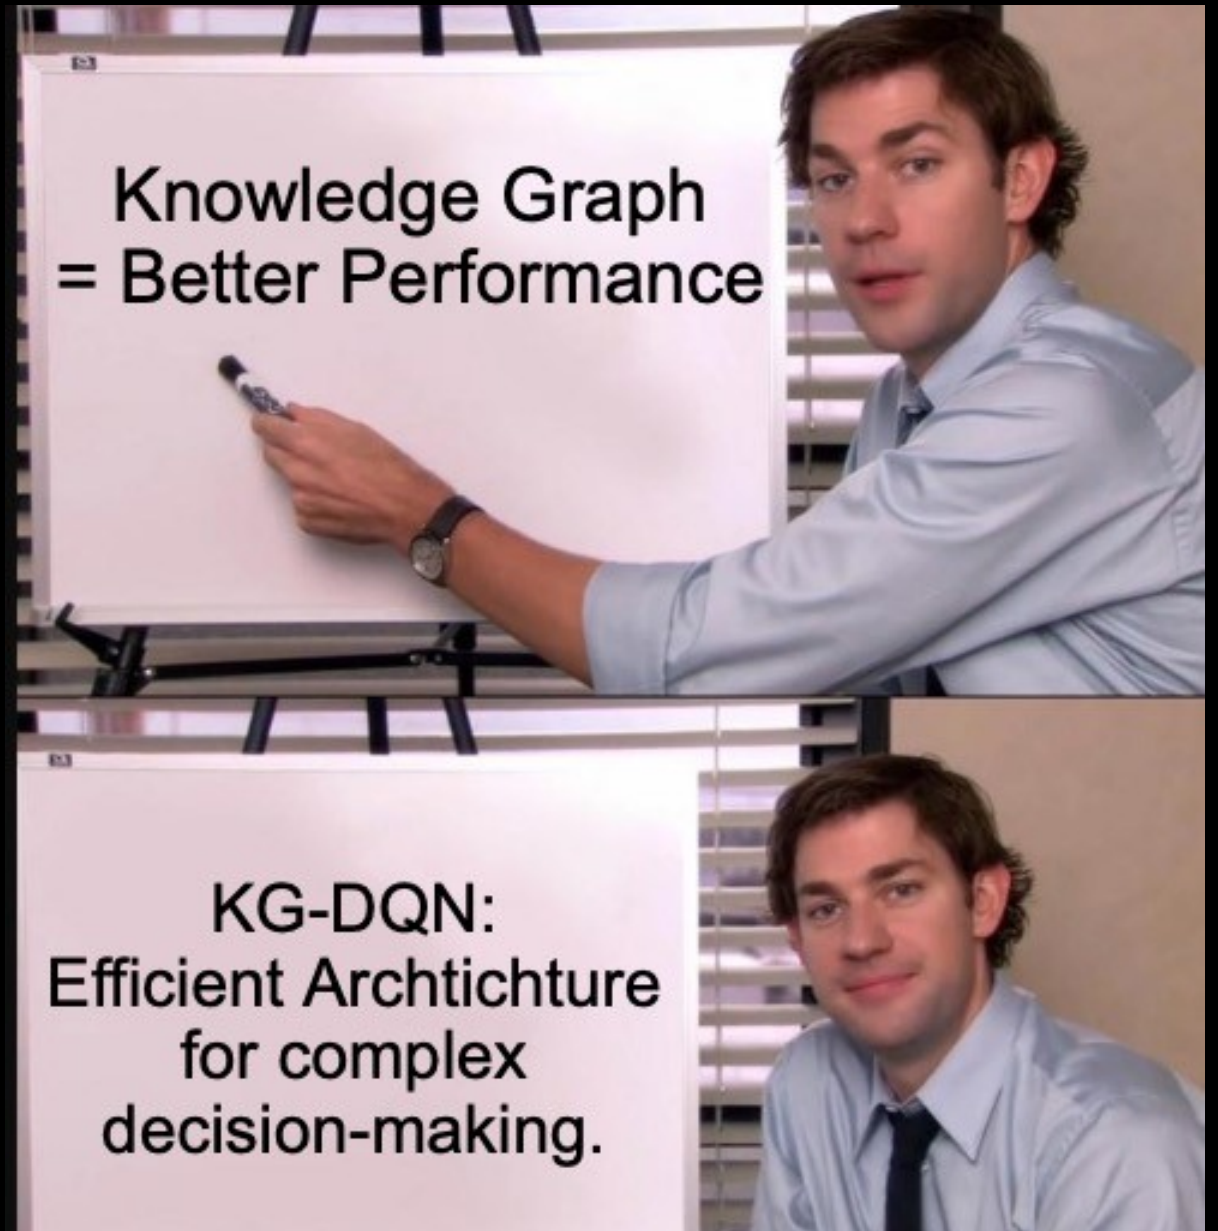 Knowledge Graph
= Better Performance
KG-DQN:
Efficient Archtichture
for complex
decision-making.